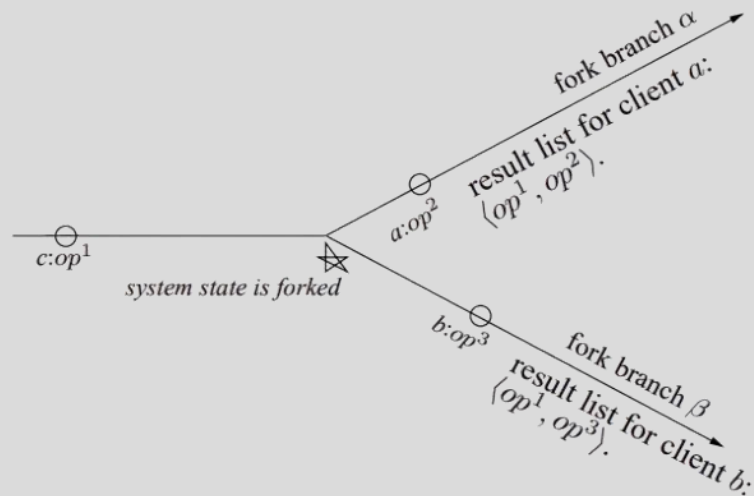 fork branch α
result list for client a:
⟨op¹, op²⟩.
a:op²
c:op¹
system state is forked
b:op³
fork branch β
result list for client b:
⟨op¹, op³⟩.